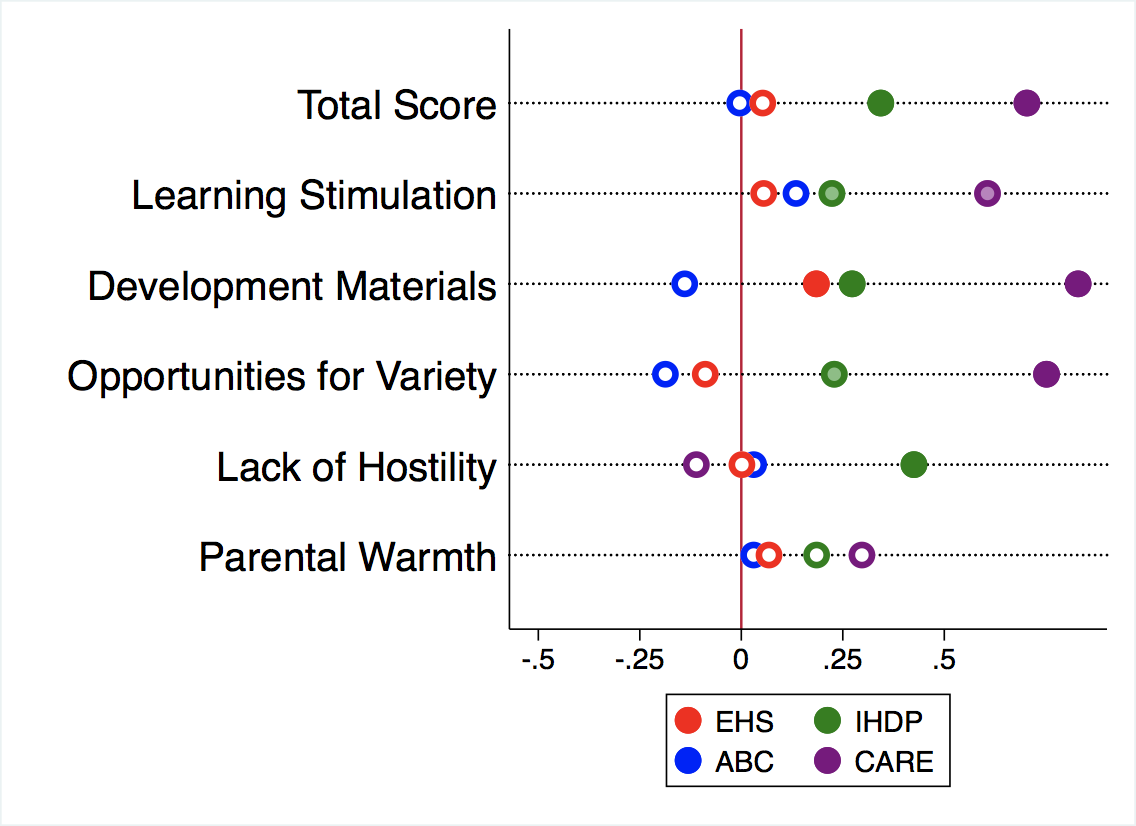 Total Score
Learning Stimulation
Development Materials
Opportunities for Variety
Lack of Hostility
Parental Warmth
-.5 -.25 0 .25 .5
EHS IHDP
ABC CARE